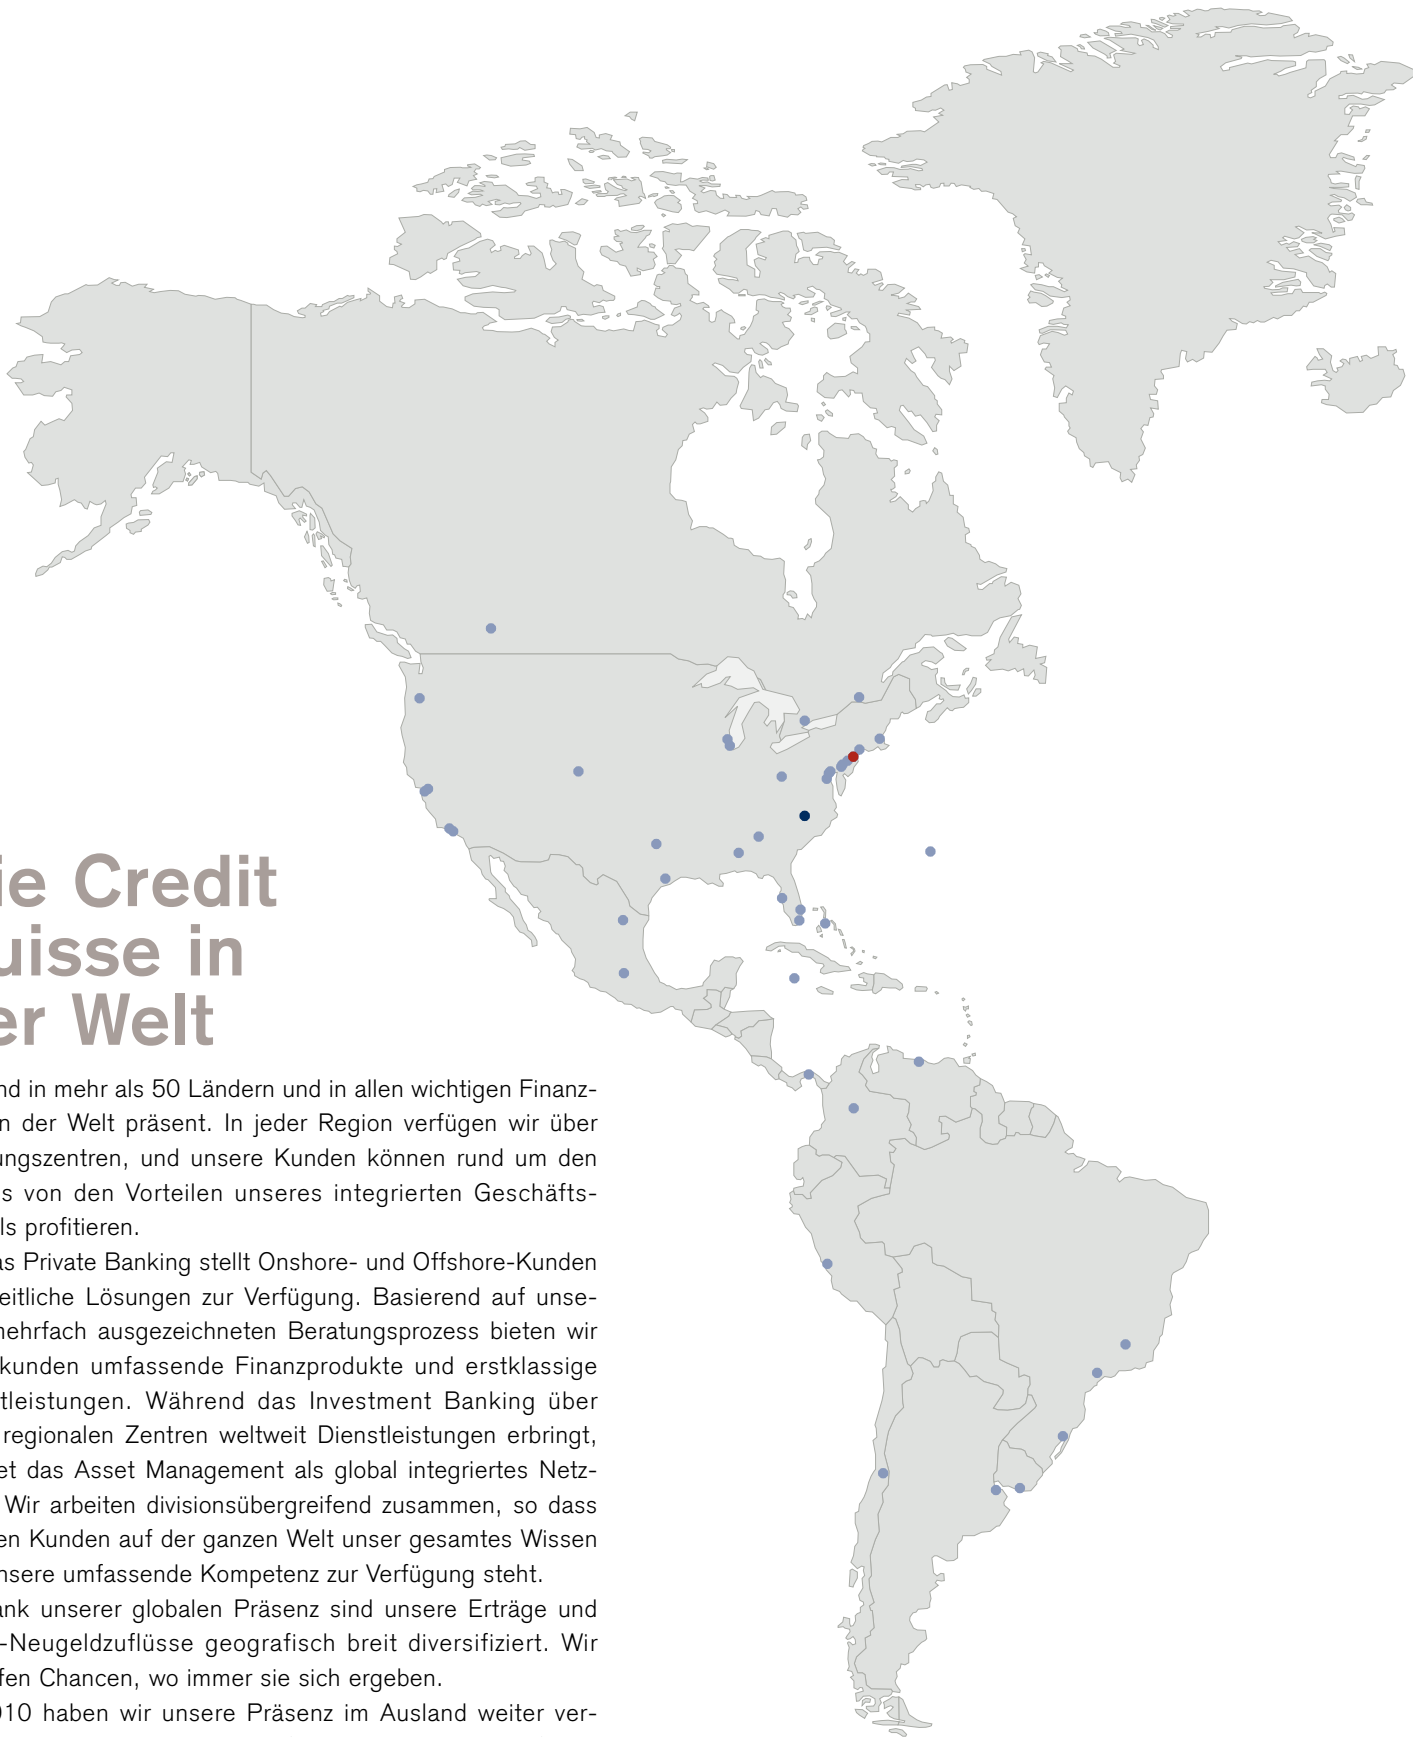 ie Credit
uisse in
er Welt
nd in mehr als 50 Ländern und in allen wichtigen Finanz-
n der Welt präsent. In jeder Region verfügen wir über
ungszentren, und unsere Kunden können rund um den
s von den Vorteilen unseres integrierten Geschäfts-
ls profitieren.
as Private Banking stellt Onshore- und Offshore-Kunden
eitliche Lösungen zur Verfügung. Basierend auf unse-
mehrfach ausgezeichneten Beratungsprozess bieten wir
kunden umfassende Finanzprodukte und erstklassige
tleistungen. Während das Investment Banking über
regionalen Zentren weltweit Dienstleistungen erbringt,
et das Asset Management als global integriertes Netz-
Wir arbeiten divisionsübergreifend zusammen, so dass
en Kunden auf der ganzen Welt unser gesamtes Wissen
nsere umfassende Kompetenz zur Verfügung steht.
ank unserer globalen Präsenz sind unsere Erträge und
-Neugeldzuflüsse geografisch breit diversifiziert. Wir
fen Chancen, wo immer sie sich ergeben.
010 haben wir unsere Präsenz im Ausland weiter ver-